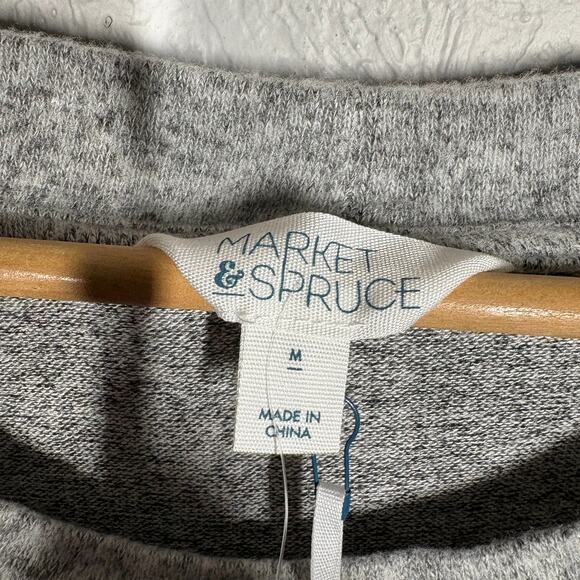 MARKET
& SPRUCE
M
MADE IN
CHINA